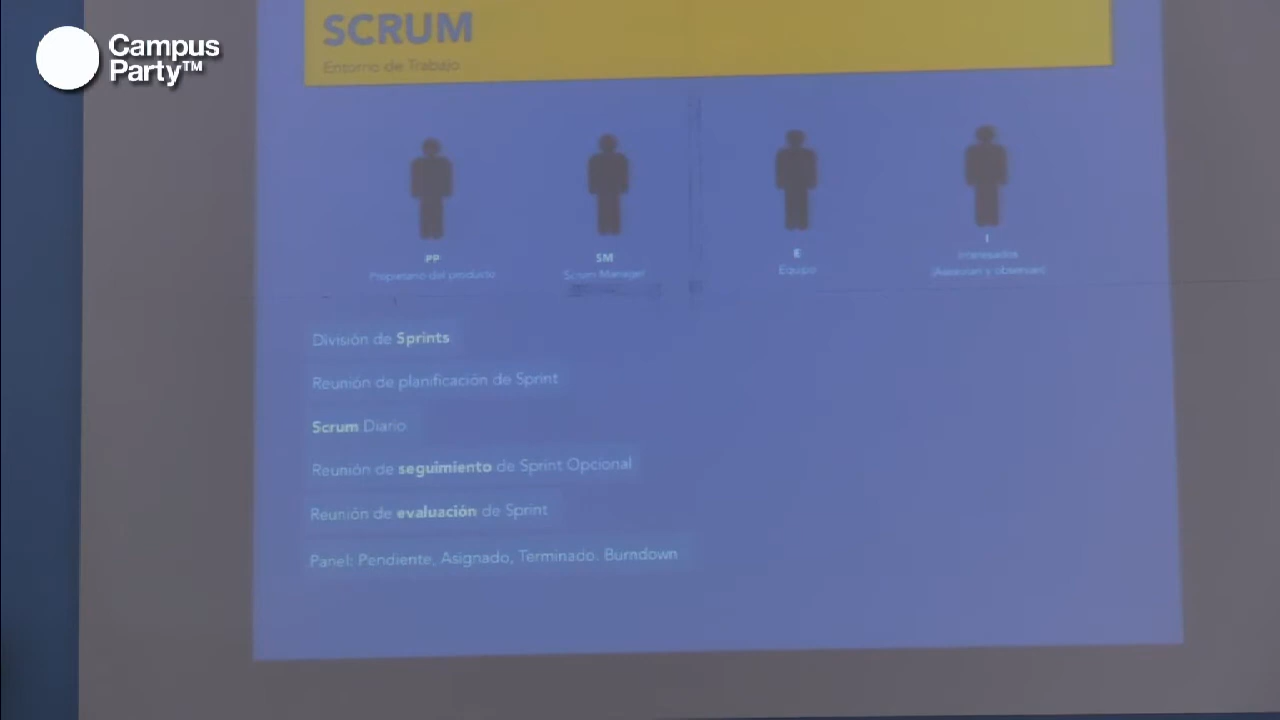 Campus
Party™
SCRUM
Entorno de Trabajo
PP
Propietario del producto
SM
Scrum Manager
E
Equipo
I
Interesados
(Asesoran y observan)
División de Sprints
Reunión de planificación de Sprint
Scrum Diario
Reunión de seguimiento de Sprint Opcional
Reunión de evaluación de Sprint
Panel: Pendiente, Asignado, Terminado. Burndown